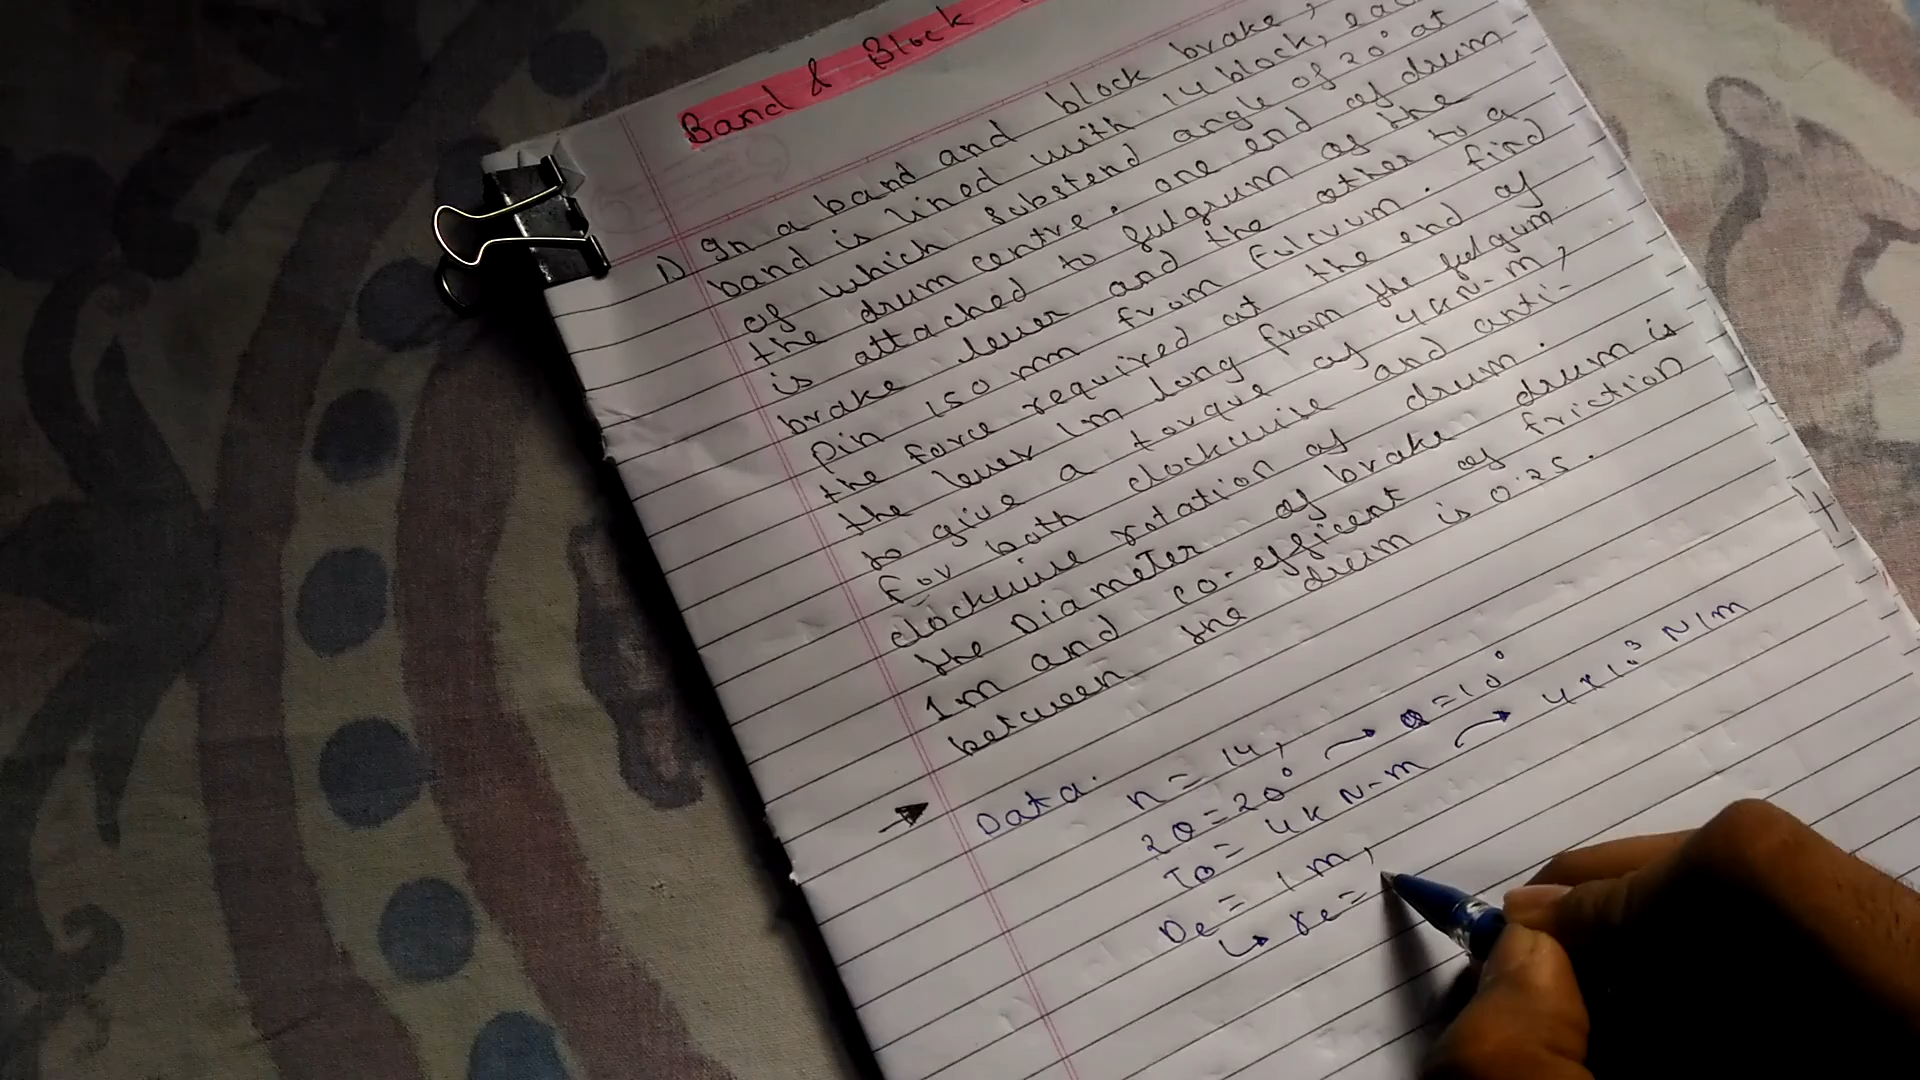 Band & Block
1) In a band and block brake,
band is lined with 14 block, eac
of which substend angle of 20° at
the drum centre. one end of drum
is attached to fulgrum of the
brake lever and the other to a
pin 150 mm from fulcrum. find
the force required at the end of
the lever 1m long from the fulgrum
to give a torque of 4KN-m,
For both clockwise and anti-
clockwise rotation of drum.
the Diameter of brake drum is
1m and co-efficent of friction
between the drum is 0.25.
Data. n = 14,
2θ = 20° → θ = 10°
TB = 4K N-m → 4×10³ N/m
De = 1m,
↳ re =